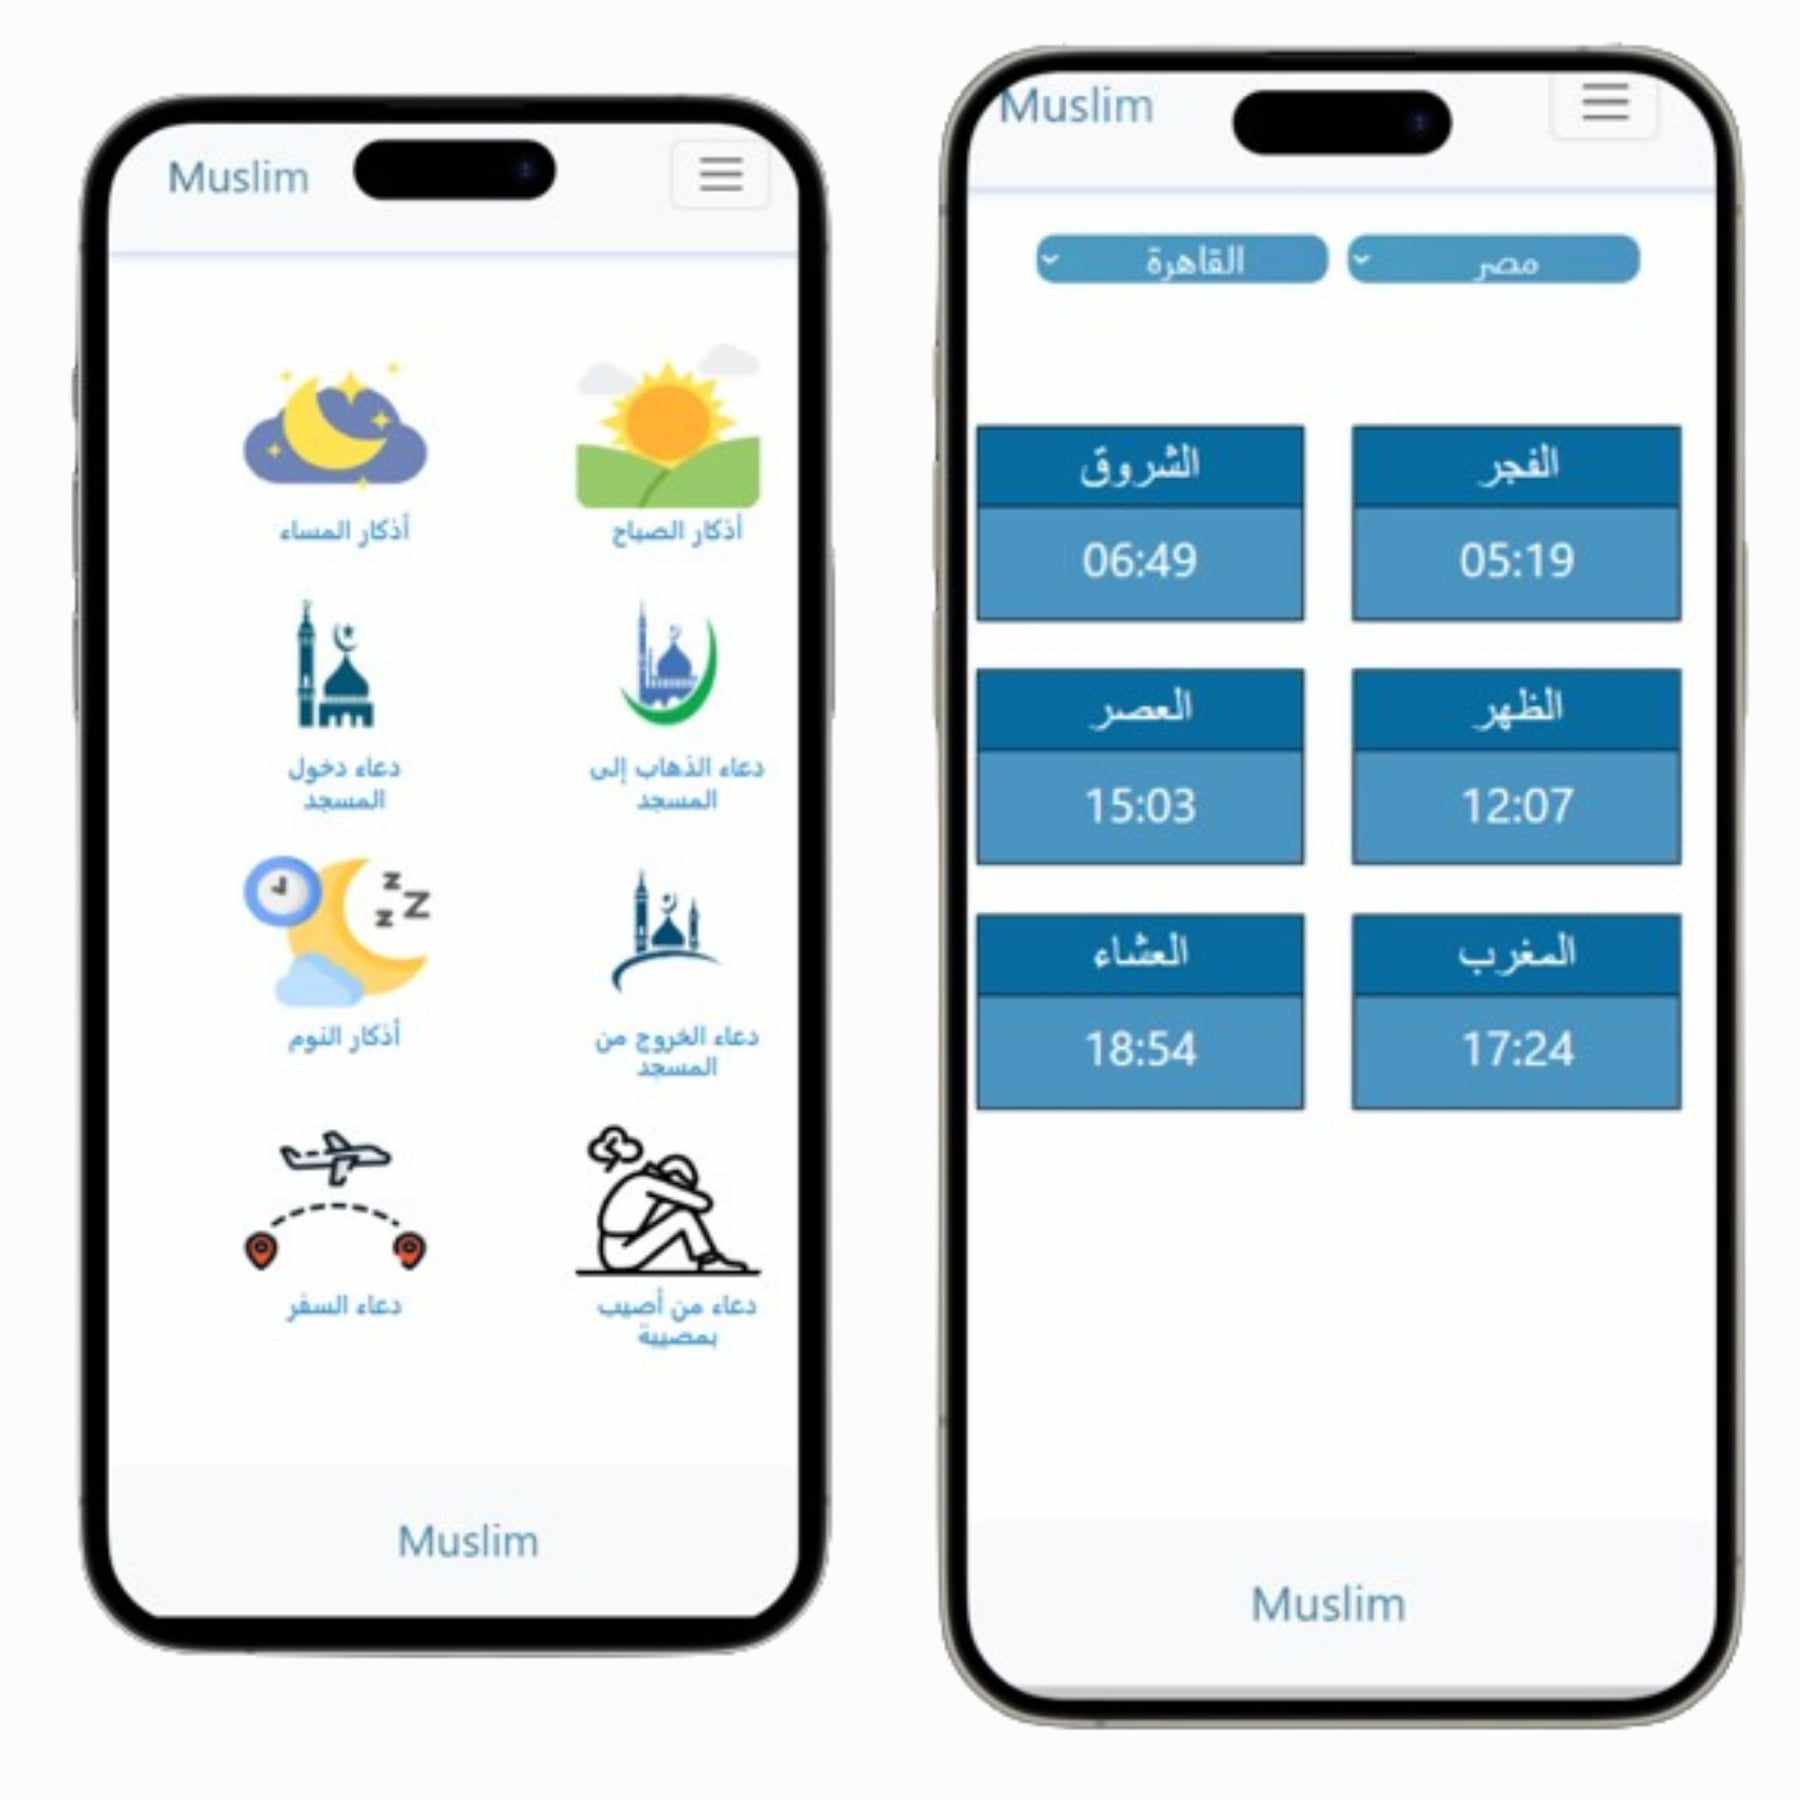 Muslim
أذكار الصباح
أذكار المساء
دعاء الذهاب إلى
المسجد
دعاء دخول
المسجد
دعاء الخروج من
المسجد
أذكار النوم
دعاء من أصيب
بمصيبة
دعاء السفر
Muslim
Muslim
مصر
القاهرة
الفجر
05:19
الشروق
06:49
الظهر
12:07
العصر
15:03
المغرب
17:24
العشاء
18:54
Muslim